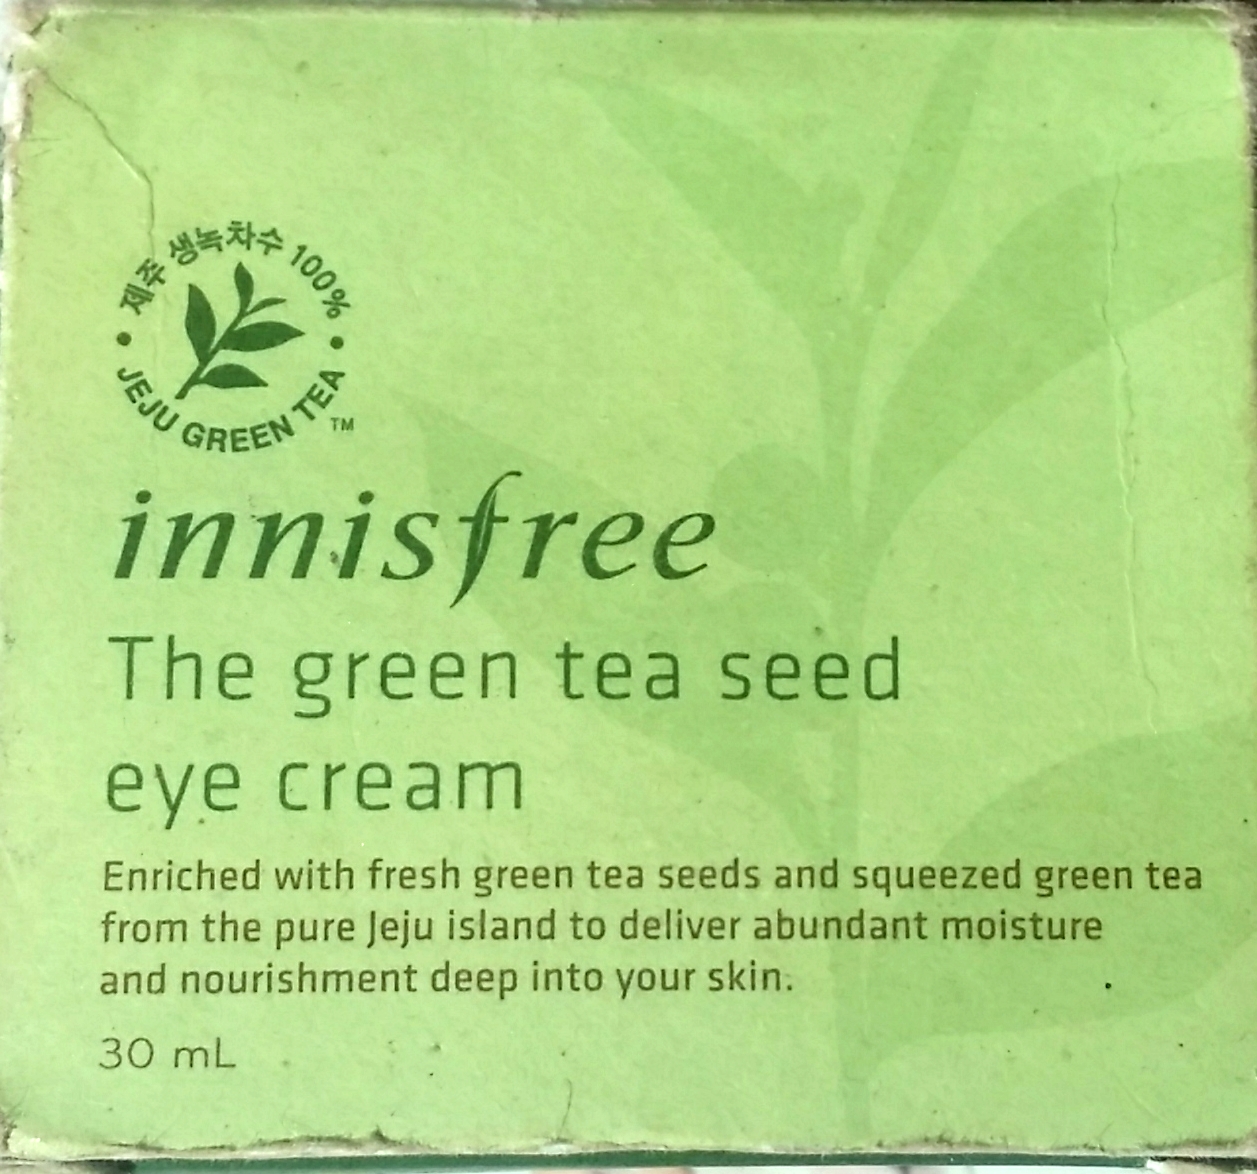 제주 생녹차수 100%
JEJU GREEN TEA
TM
innisfree
The green tea seed
eye cream
Enriched with fresh green tea seeds and squeezed green tea
from the pure Jeju island to deliver abundant moisture
and nourishment deep into your skin.
30 mL